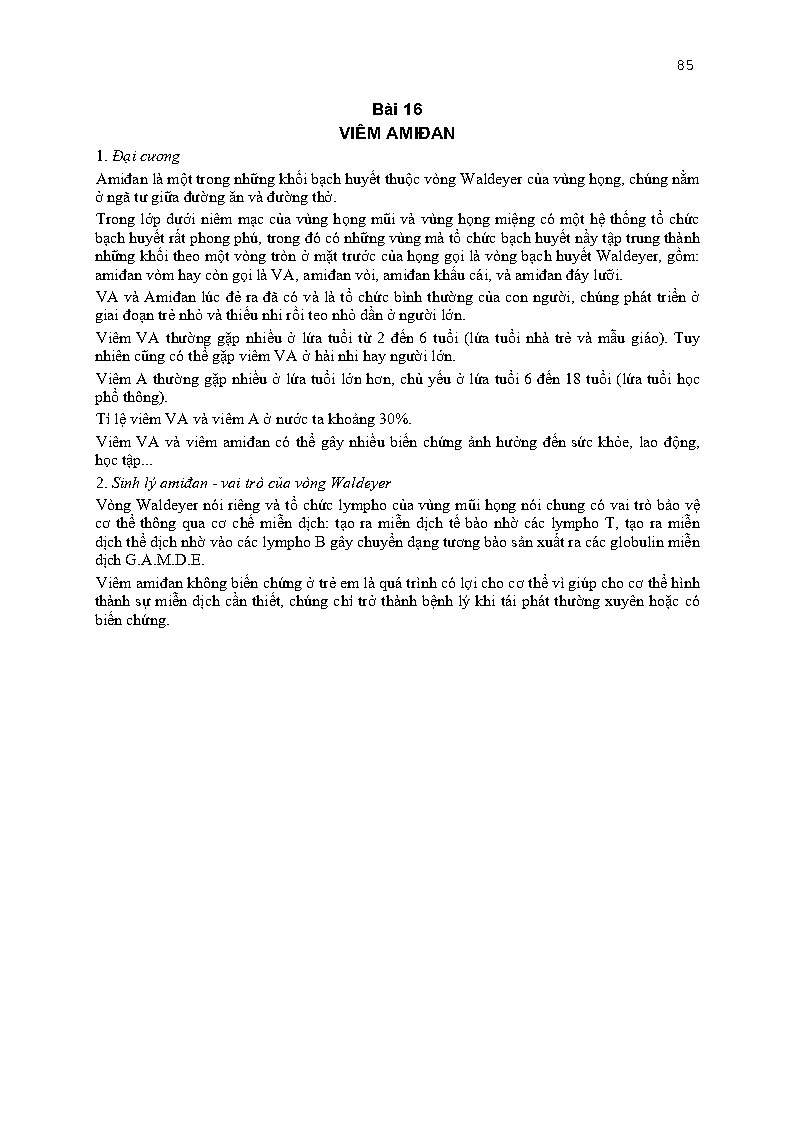 85
Bài 16
VIÊM AMIĐAN
1. Đại cương
Amiđan là một trong những khối bạch huyết thuộc vòng Waldeyer của vùng họng, chúng nằm
ở ngã tư giữa đường ăn và đường thở.
Trong lớp dưới niêm mạc của vùng họng mũi và vùng họng miệng có một hệ thống tổ chức
bạch huyết rất phong phú, trong đó có những vùng mà tổ chức bạch huyết nầy tập trung thành
những khối theo một vòng tròn ở mặt trước của họng gọi là vòng bạch huyết Waldeyer, gồm:
amiđan vòm hay còn gọi là VA, amiđan vòi, amiđan khẩu cái, và amiđan đáy lưỡi.
VA và Amiđan lúc đẻ ra đã có và là tổ chức bình thường của con người, chúng phát triển ở
giai đoạn trẻ nhỏ và thiếu nhi rồi teo nhỏ dần ở người lớn.
Viêm VA thường gặp nhiều ở lứa tuổi từ 2 đến 6 tuổi (lứa tuổi nhà trẻ và mẫu giáo). Tuy
nhiên cũng có thể gặp viêm VA ở hài nhi hay người lớn.
Viêm A thường gặp nhiều ở lứa tuổi lớn hơn, chủ yếu ở lứa tuổi 6 đến 18 tuổi (lứa tuổi học
phổ thông).
Tỉ lệ viêm VA và viêm A ở nước ta khoảng 30%.
Viêm VA và viêm amiđan có thể gây nhiều biến chứng ảnh hưởng đến sức khỏe, lao động,
học tập...
2. Sinh lý amiđan - vai trò của vòng Waldeyer
Vòng Waldeyer nói riêng và tổ chức lympho của vùng mũi họng nói chung có vai trò bảo vệ
cơ thể thông qua cơ chế miễn dịch: tạo ra miễn dịch tế bào nhờ các lympho T, tạo ra miễn
dịch thể dịch nhờ vào các lympho B gây chuyển dạng tương bào sản xuất ra các globulin miễn
dịch G.A.M.D.E.
Viêm amiđan không biến chứng ở trẻ em là quá trình có lợi cho cơ thể vì giúp cho cơ thể hình
thành sự miễn dịch cần thiết, chúng chỉ trở thành bệnh lý khi tái phát thường xuyên hoặc có
biến chứng.